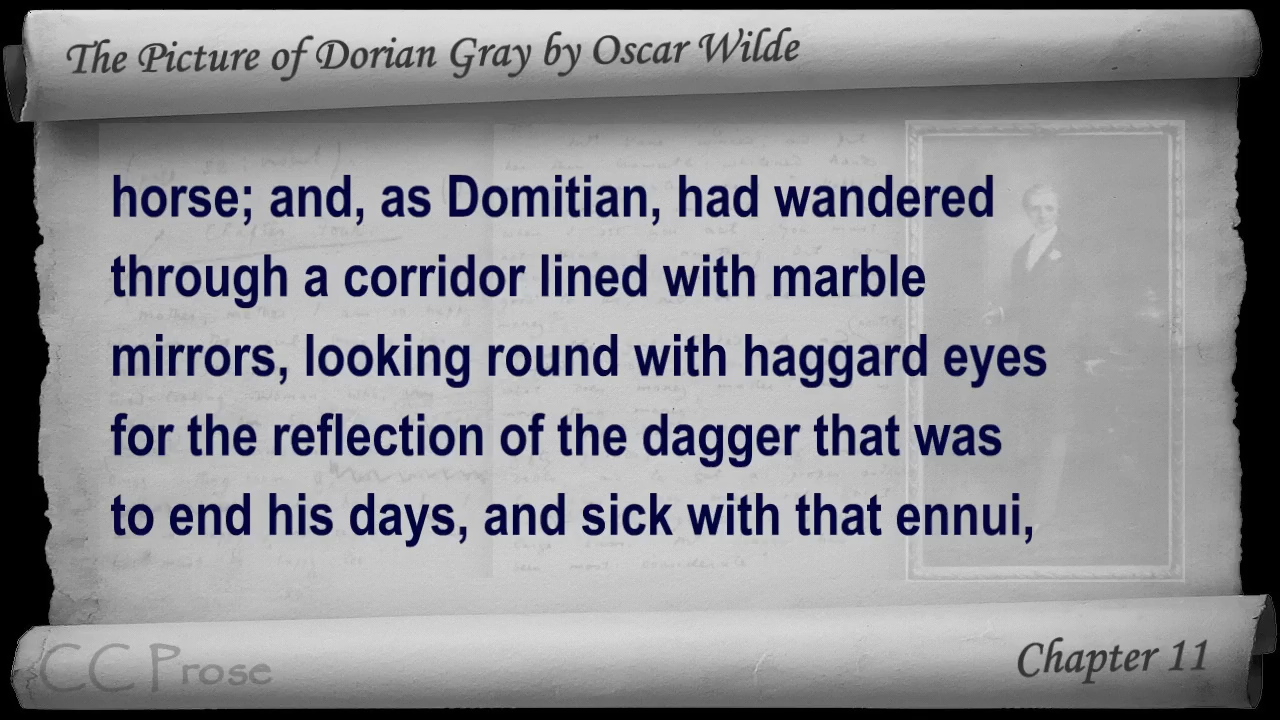 The Picture of Dorian Gray by Oscar Wilde
horse; and, as Domitian, had wandered
through a corridor lined with marble
mirrors, looking round with haggard eyes
for the reflection of the dagger that was
to end his days, and sick with that ennui,
CC Prose
Chapter 11